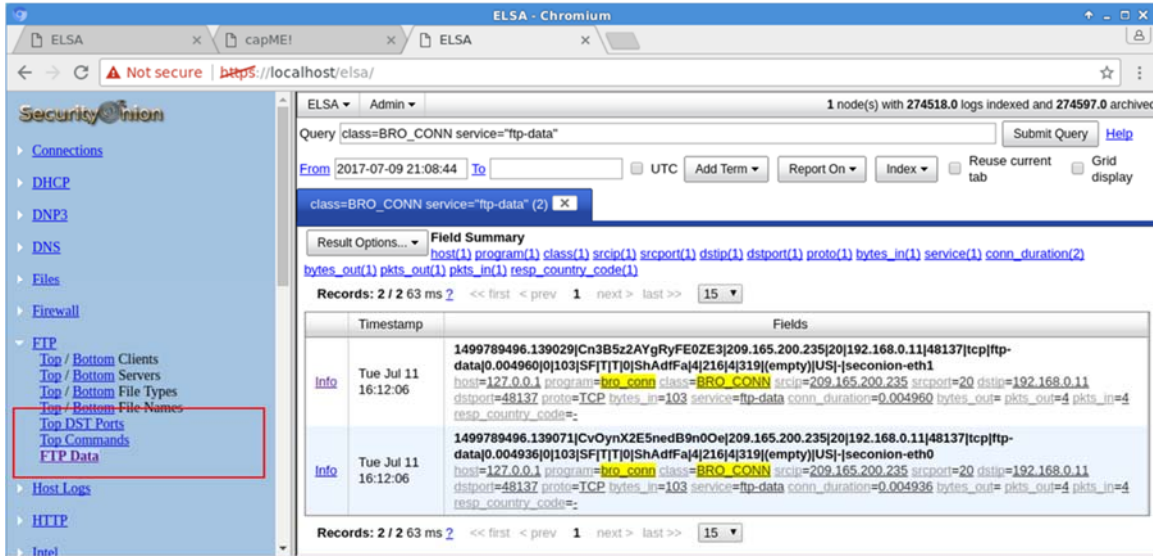 ELSA - Chromium
ELSA
capME!
ELSA
Not secure | https://localhost/elsa/
SecurityOnion
Connections
DHCP
DNP3
DNS
Files
Firewall
FTP
Top / Bottom Clients
Top / Bottom Servers
Top / Bottom File Types
Top / Bottom File Names
Top DST Ports
Top Commands
FTP Data
Host Logs
HTTP
Intel
ELSA Admin 1 node(s) with 274518.0 logs indexed and 274597.0 archived
Query class=BRO_CONN service="ftp-data" Submit Query Help
From 2017-07-09 21:08:44 To UTC Add Term Report On Index Reuse current tab Grid display
class=BRO_CONN service="ftp-data" (2) X
Result Options... Field Summary
host(1) program(1) class(1) srcip(1) srcport(1) dstip(1) dstport(1) proto(1) bytes_in(1) service(1) conn_duration(2)
bytes_out(1) pkts_out(1) pkts_in(1) resp_country_code(1)
Records: 2 / 2 63 ms ? << first < prev 1 next > last >> 15
Timestamp Fields
Info
Tue Jul 11
16:12:06
1499789496.139029|Cn3B5z2AYgRyFE0ZE3|209.165.200.235|20|192.168.0.11|48137|tcp|ftp-
data|0.004960|0|103|SF|T|T|0|ShAdfFa|4|216|4|319|(empty)|US|-|seconion-eth1
host=127.0.0.1 program=bro_conn class=BRO_CONN srcip=209.165.200.235 srcport=20 dstip=192.168.0.11
dstport=48137 proto=TCP bytes_in=103 service=ftp-data conn_duration=0.004960 bytes_out= pkts_out=4 pkts_in=4
resp_country_code=-
Info
Tue Jul 11
16:12:06
1499789496.139071|CvOynX2E5nedB9n0Oe|209.165.200.235|20|192.168.0.11|48137|tcp|ftp-
data|0.004936|0|103|SF|T|T|0|ShAdfFa|4|216|4|319|(empty)|US|-|seconion-eth0
host=127.0.0.1 program=bro_conn class=BRO_CONN srcip=209.165.200.235 srcport=20 dstip=192.168.0.11
dstport=48137 proto=TCP bytes_in=103 service=ftp-data conn_duration=0.004936 bytes_out= pkts_out=4 pkts_in=4
resp_country_code=-
Records: 2 / 2 63 ms ? << first < prev 1 next > last >> 15